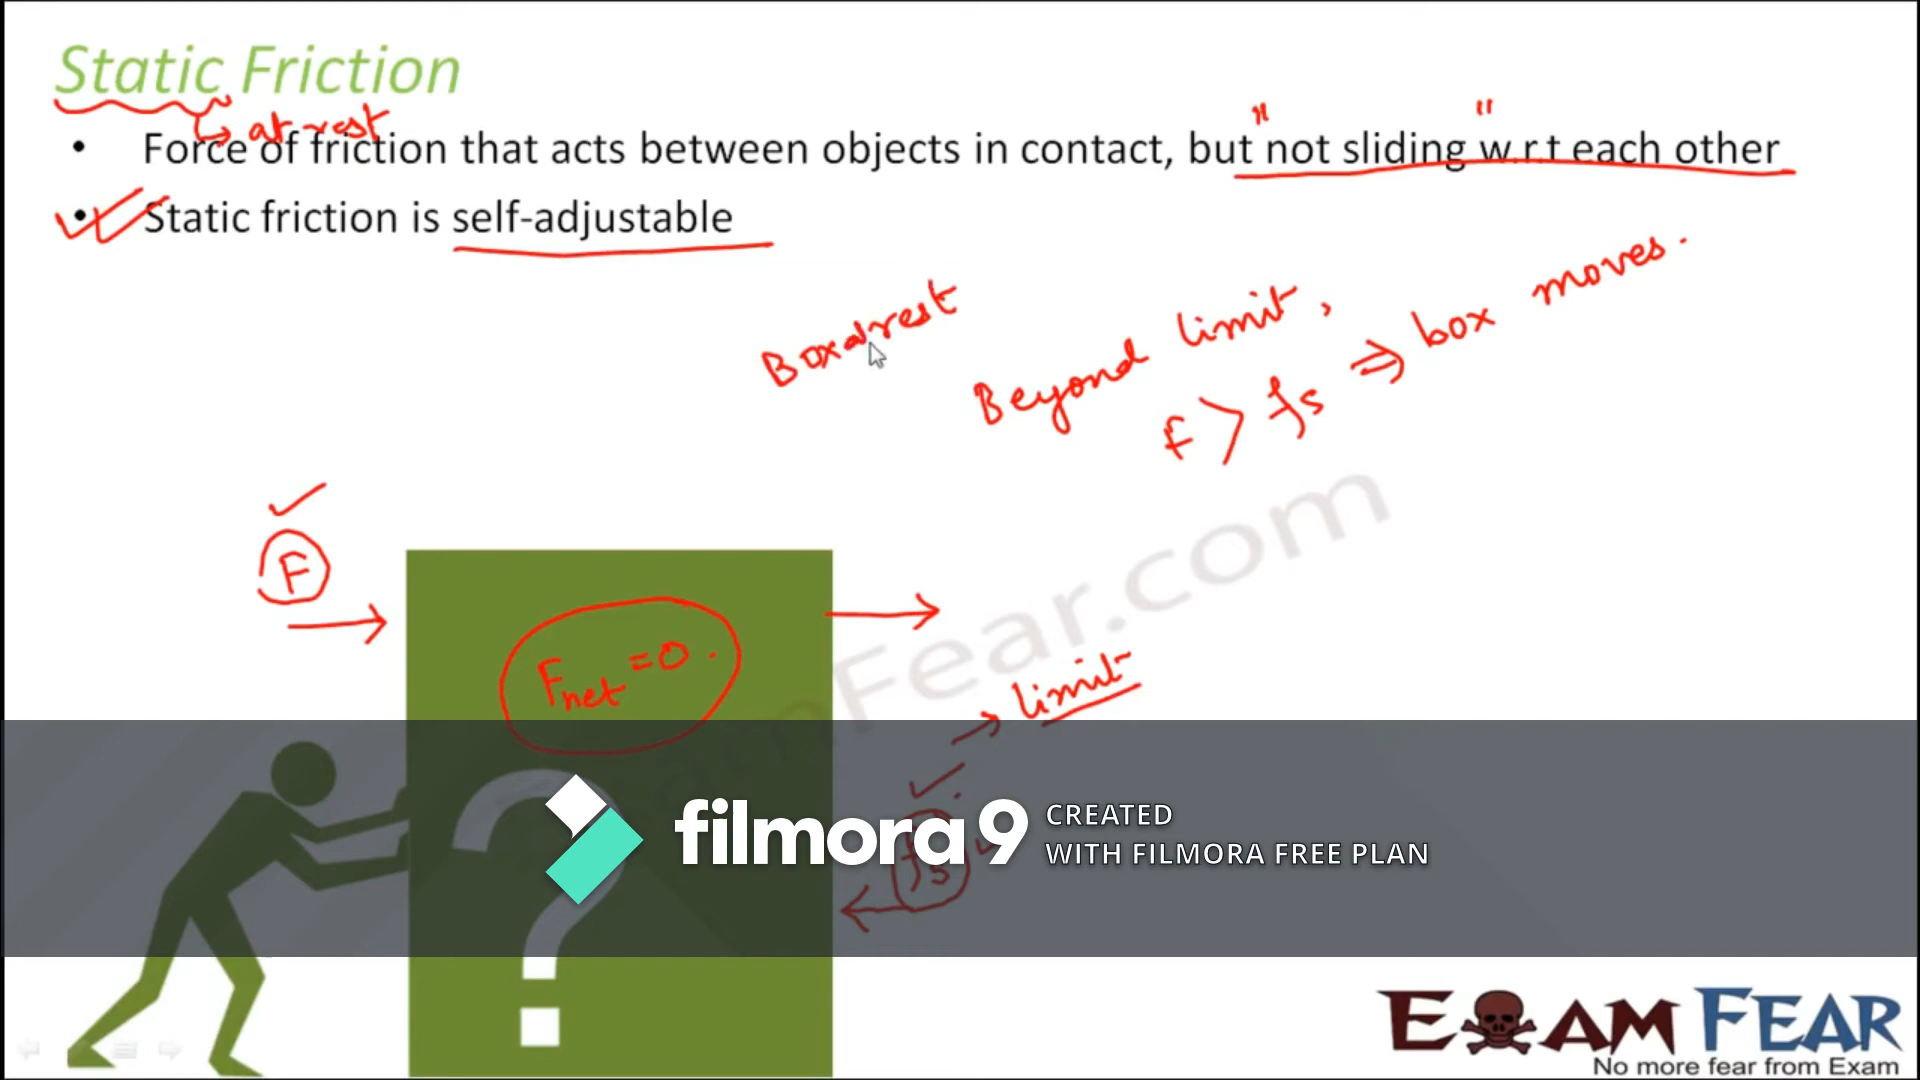 Static Friction
→ at rest
• Force of friction that acts between objects in contact, but "not sliding" w.r.t each other
• Static friction is self-adjustable
Box at rest
Beyond limit,
F > fs ⇒ box moves.
F
Fnet = 0.
→ limit
fs
?
ExamFear.com
filmora9
CREATED
WITH FILMORA FREE PLAN
EXAM FEAR
No more fear from Exam